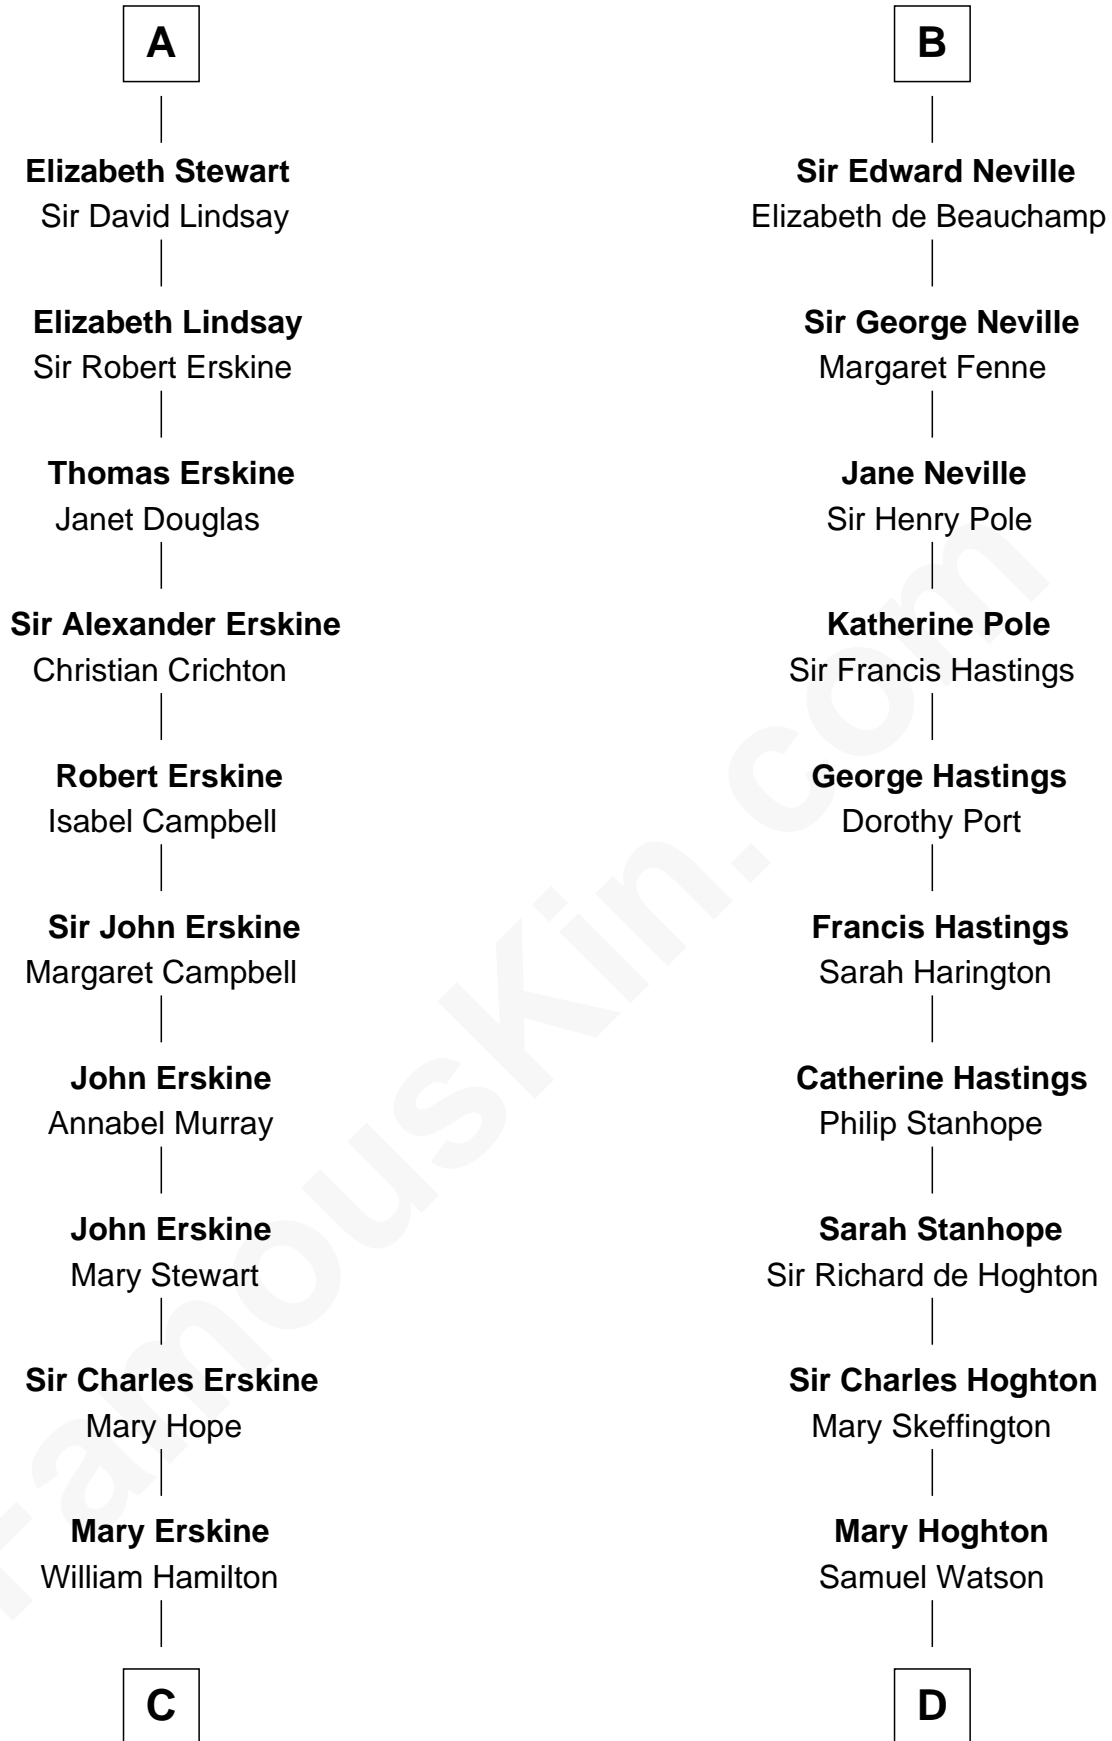 A
Elizabeth Stewart
Sir David Lindsay
Elizabeth Lindsay
Sir Robert Erskine
Thomas Erskine
Janet Douglas
Sir Alexander Erskine
Christian Crichton
Robert Erskine
Isabel Campbell
Sir John Erskine
Margaret Campbell
John Erskine
Annabel Murray
John Erskine
Mary Stewart
Sir Charles Erskine
Mary Hope
Mary Erskine
William Hamilton
C
B
Sir Edward Neville
Elizabeth de Beauchamp
Sir George Neville
Margaret Fenne
Jane Neville
Sir Henry Pole
Katherine Pole
Sir Francis Hastings
George Hastings
Dorothy Port
Francis Hastings
Sarah Harington
Catherine Hastings
Philip Stanhope
Sarah Stanhope
Sir Richard de Hoghton
Sir Charles Hoghton
Mary Skeffington
Mary Hoghton
Samuel Watson
D
FamousKin.com